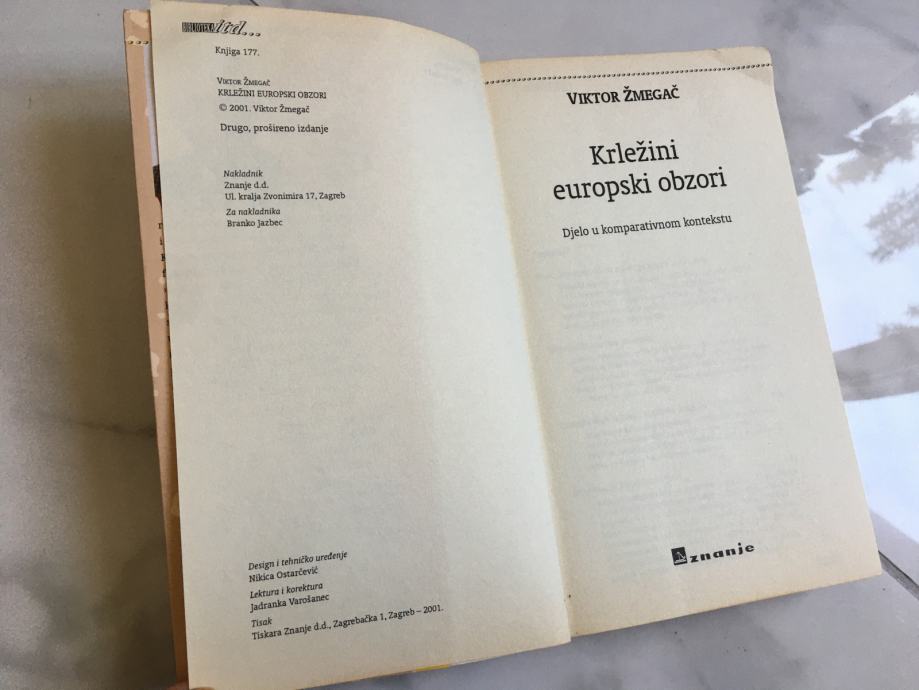 BIBLIOTEKA itd...
Knjiga 177.
VIKTOR ŽMEGAČ
KRLEŽINI EUROPSKI OBZORI
© 2001. Viktor Žmegač
Drugo, prošireno izdanje
Nakladnik
Znanje d.d.
Ul. kralja Zvonimira 17, Zagreb
Za nakladnika
Branko Jazbec
Design i tehničko uređenje
Nikica Ostarčević
Lektura i korektura
Jadranka Varošanec
Tisak
Tiskara Znanje d.d., Zagrebačka 1, Zagreb – 2001.
VIKTOR ŽMEGAČ
Krležini
europski obzori
Djelo u komparativnom kontekstu
znanje